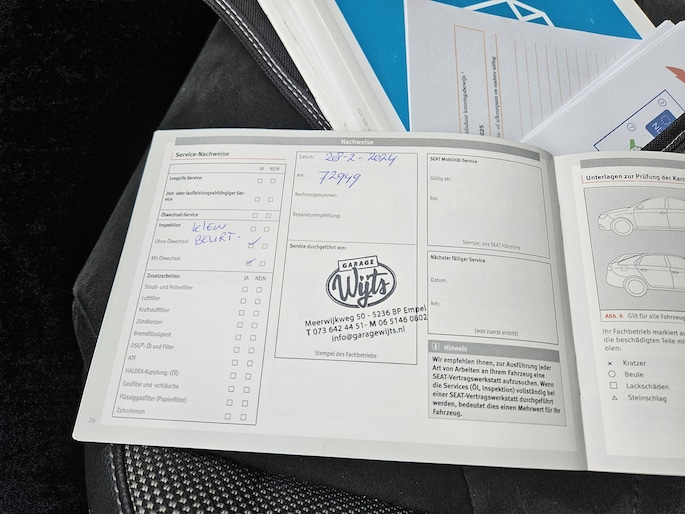 Nachweise
Service-Nachweise
JA NEIN
LongLife Service
Zeit- oder laufleistungsabhängiger Ser-
vice
Ölwechsel-Service
Inspektion: KlEIN
Ohne Ölwechsel BEURT.
Mit Ölwechsel
Zusatzarbeiten: JA NEIN
Staub- und Pollenfilter
Luftfilter
Kraftstofffilter
Zündkerzen
Bremsflüssigkeit
DSG®: Öl und Filter
ATF
HALDEX-Kupplung: (Öl)
Gasfilter und -schläuche
Flüssiggasfilter (Papierfilter)
Zahnriemen
26
Datum: 28-2-2024
km: 72949
Rechnungsnummer:
Reparaturempfehlung:
Service durchgeführt von:
GARAGE
Wijts
Meerwijkweg 50 - 5236 BP Empel
T 073 642 44 51 - M 06 5146 0802
info@garagewijts.nl
Stempel des Fachbetriebs
SEAT Mobilität-Service
Gültig ab:
bis:
Stempel des SEAT Händlers
Nächster fälliger Service
Datum:
km:
(was zuerst eintritt)
i Hinweis
Wir empfehlen Ihnen, zur Ausführung jeder
Art von Arbeiten an Ihrem Fahrzeug eine
SEAT-Vertragswerkstatt aufzusuchen. Wenn
die Services (Öl, Inspektion) vollständig bei
einer SEAT-Vertragswerkstatt durchgeführt
werden, bedeutet dies einen Mehrwert für Ihr
Fahrzeug.
Unterlagen zur Prüfung der Karo
Abb. 6 Gilt für alle Fahrzeug
Ihr Fachbetrieb markiert au
die beschädigten Teile mit
olen:
× Kratzer
○ Beule
□ Lackschäden
△ Steinschlag